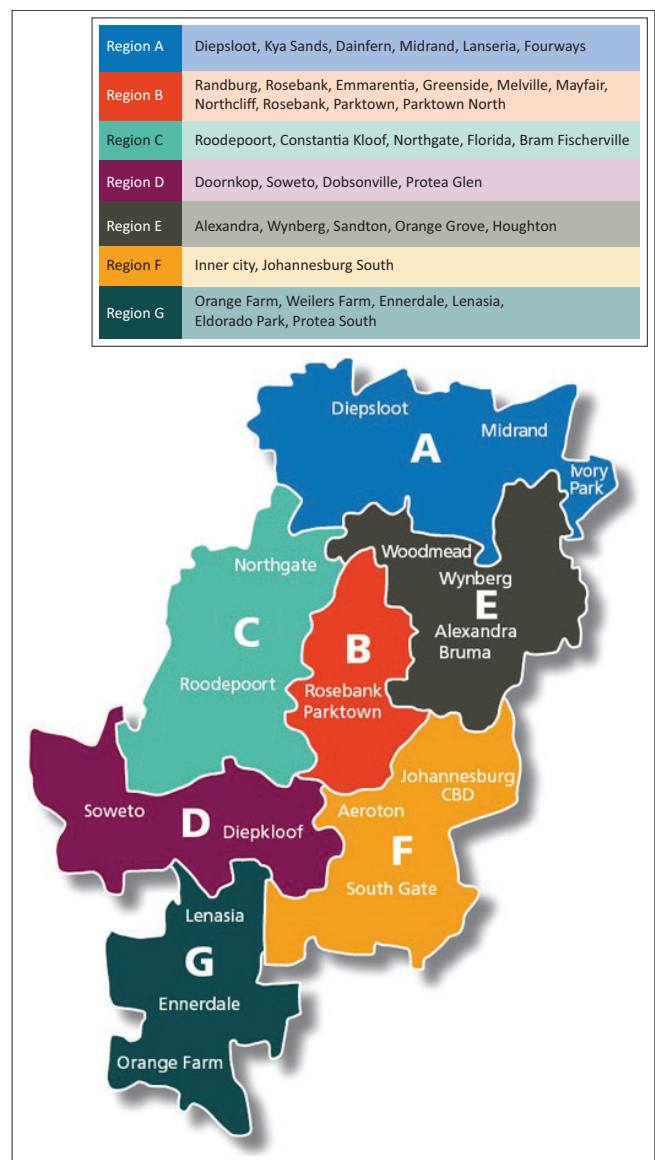 Region A Diepsloot, Kya Sands, Dainfern, Midrand, Lanseria, Fourways
Region B Randburg, Rosebank, Emmarentia, Greenside, Melville, Mayfair,
Northcliff, Rosebank, Parktown, Parktown North
Region C Roodepoort, Constantia Kloof, Northgate, Florida, Bram Fischerville
Region D Doornkop, Soweto, Dobsonville, Protea Glen
Region E Alexandra, Wynberg, Sandton, Orange Grove, Houghton
Region F Inner city, Johannesburg South
Region G Orange Farm, Weilers Farm, Ennerdale, Lenasia,
Eldorado Park, Protea South
Diepsloot
Midrand
A
Ivory
Park
Woodmead
Northgate
Wynberg
E
C
Alexandra
B
Bruma
Roodepoort
Rosebank
Parktown
Johannesburg
CBD
Soweto
Aeroton
D
Diepkloof
F
South Gate
Lenasia
G
Ennerdale
Orange Farm